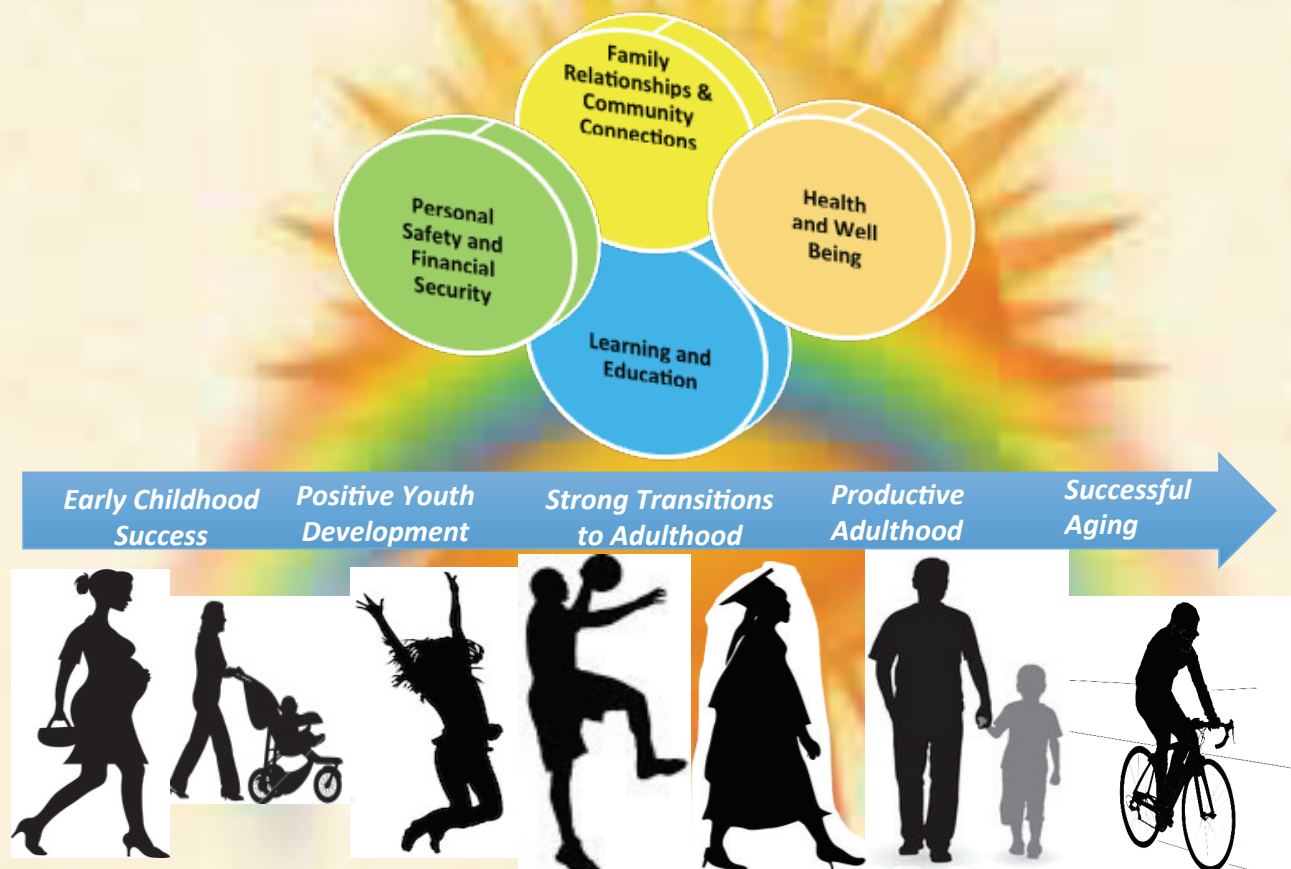 Family
Relationships &
Community
Connections
Personal
Safety and
Financial
Security
Health
and Well
Being
Learning and
Education
Early Childhood
Success
Positive Youth
Development
Strong Transitions
to Adulthood
Productive
Adulthood
Successful
Aging